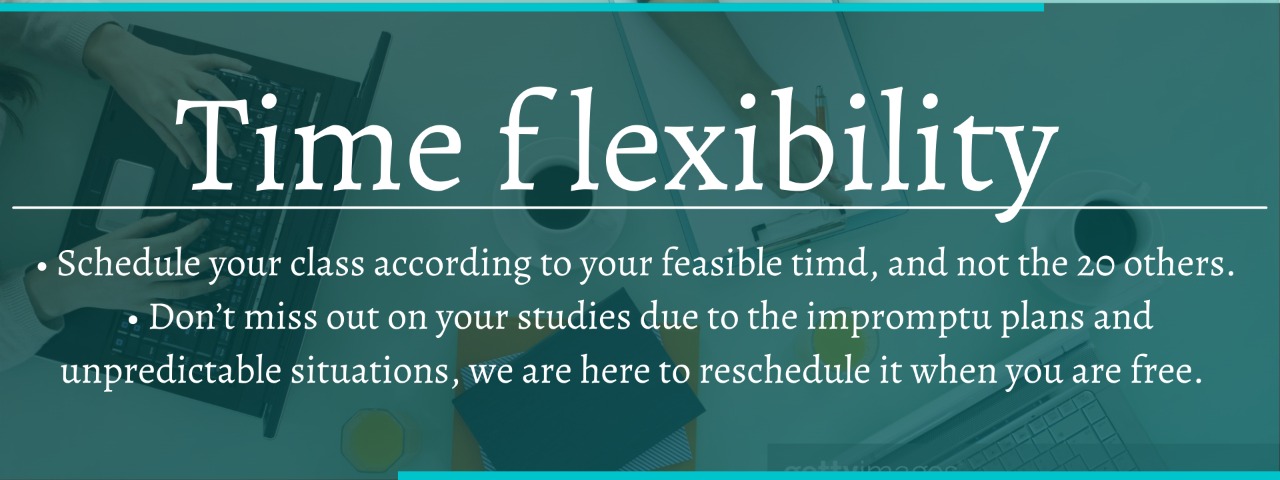 Time flexibility
• Schedule your class according to your feasible timd, and not the 20 others.
• Don’t miss out on your studies due to the impromptu plans and
unpredictable situations, we are here to reschedule it when you are free.
gettyimages